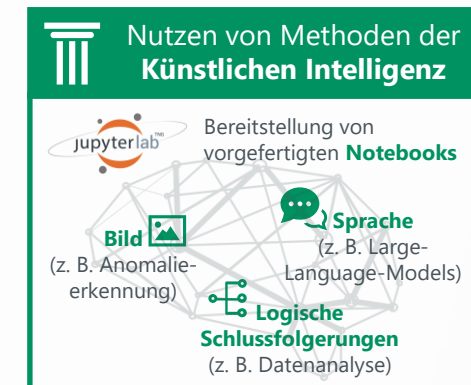 Nutzen von Methoden der
Künstlichen Intelligenz
jupyterlab™
Bereitstellung von
vorgefertigten Notebooks
Bild
(z. B. Anomalie-
erkennung)
Sprache
(z. B. Large-
Language-Models)
Logische
Schlussfolgerungen
(z. B. Datenanalyse)